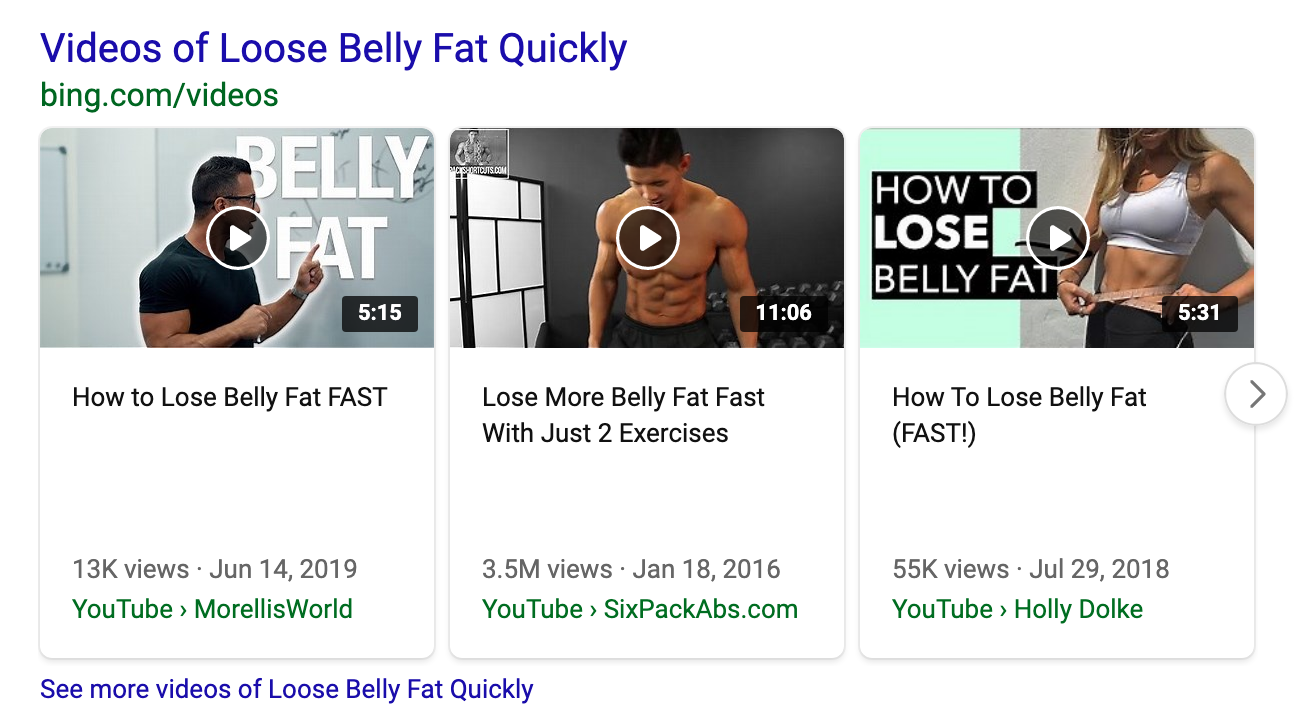 Videos of Loose Belly Fat Quickly
bing.com/videos
BELLY
FAT
5:15
How to Lose Belly Fat FAST
13K views · Jun 14, 2019
YouTube › MorellisWorld
11:06
Lose More Belly Fat Fast
With Just 2 Exercises
3.5M views · Jan 18, 2016
YouTube › SixPackAbs.com
HOW TO
LOSE
BELLY FAT
5:31
How To Lose Belly Fat
(FAST!)
55K views · Jul 29, 2018
YouTube › Holly Dolke
See more videos of Loose Belly Fat Quickly